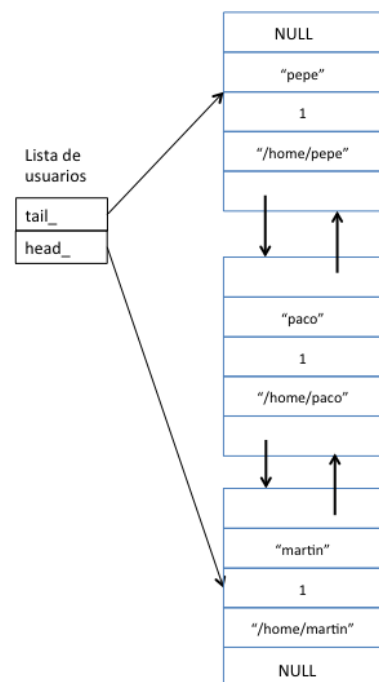 NULL
“pepe”
1
“/home/pepe”
Lista de
usuarios
tail_
head_
“paco”
1
“/home/paco”
“martin”
1
“/home/martin”
NULL